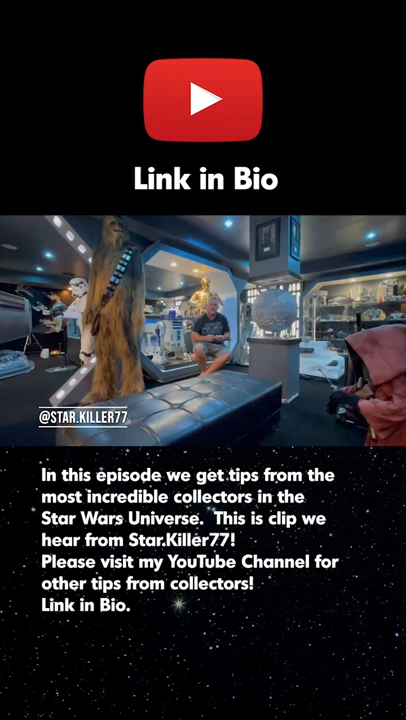 Link in Bio
@STAR.KILLER77
In this episode we get tips from the
most incredible collectors in the
Star Wars Universe.  This is clip we
hear from Star.Killer77!
Please visit my YouTube Channel for
other tips from collectors!
Link in Bio.